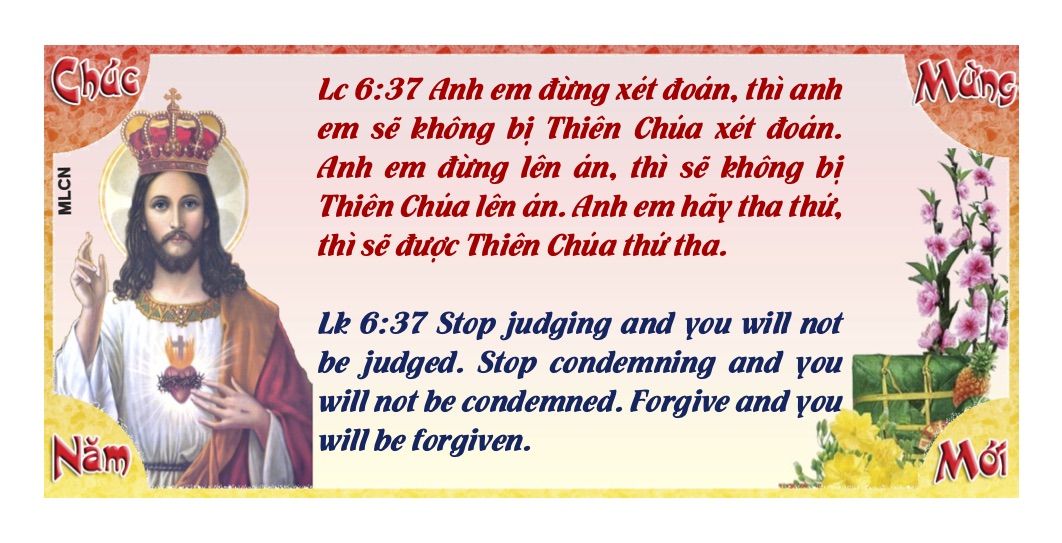 Chúc
Mừng
MLCN
Lc 6:37 Anh em đừng xét đoán, thì anh
em sẽ không bị Thiên Chúa xét đoán.
Anh em đừng lên án, thì sẽ không bị
Thiên Chúa lên án. Anh em hãy tha thứ,
thì sẽ được Thiên Chúa thứ tha.
Lk 6:37 Stop judging and you will not
be judged. Stop condemning and you
will not be condemned. Forgive and you
will be forgiven.
Năm
Mới